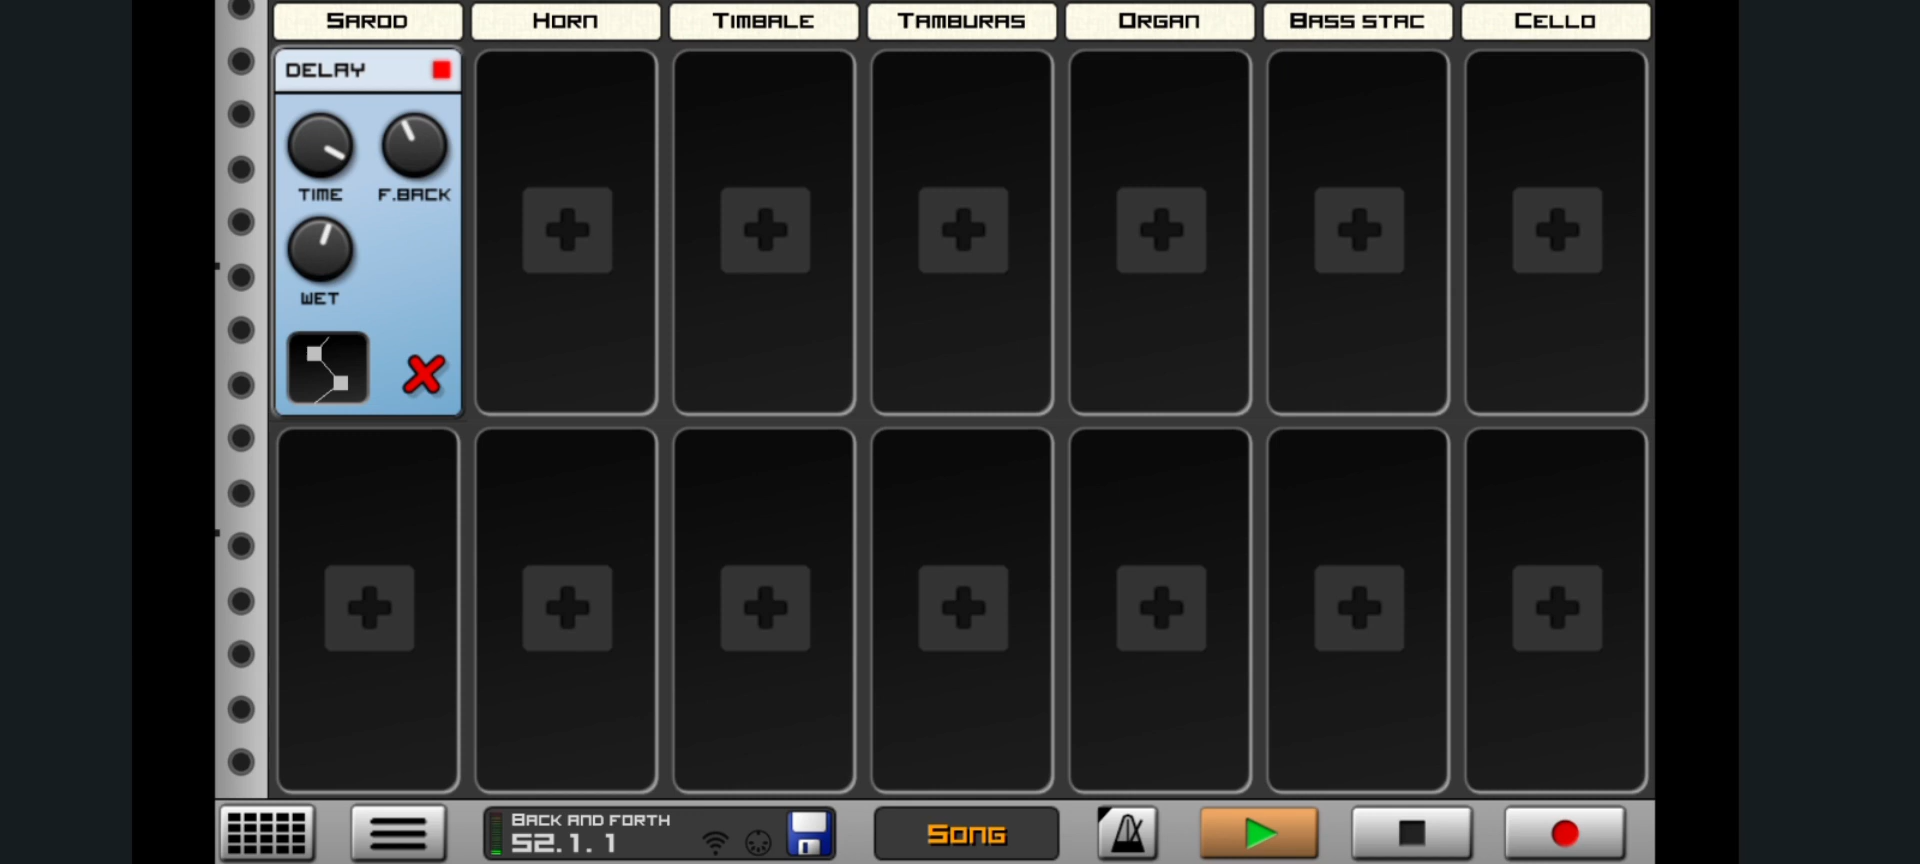 SAROD
HORN
TIMBALE
TAMBURAS
ORGAN
BASS STAC
CELLO
DELAY
TIME
F.BACK
WET
BACK AND FORTH
52.1.1
SONG